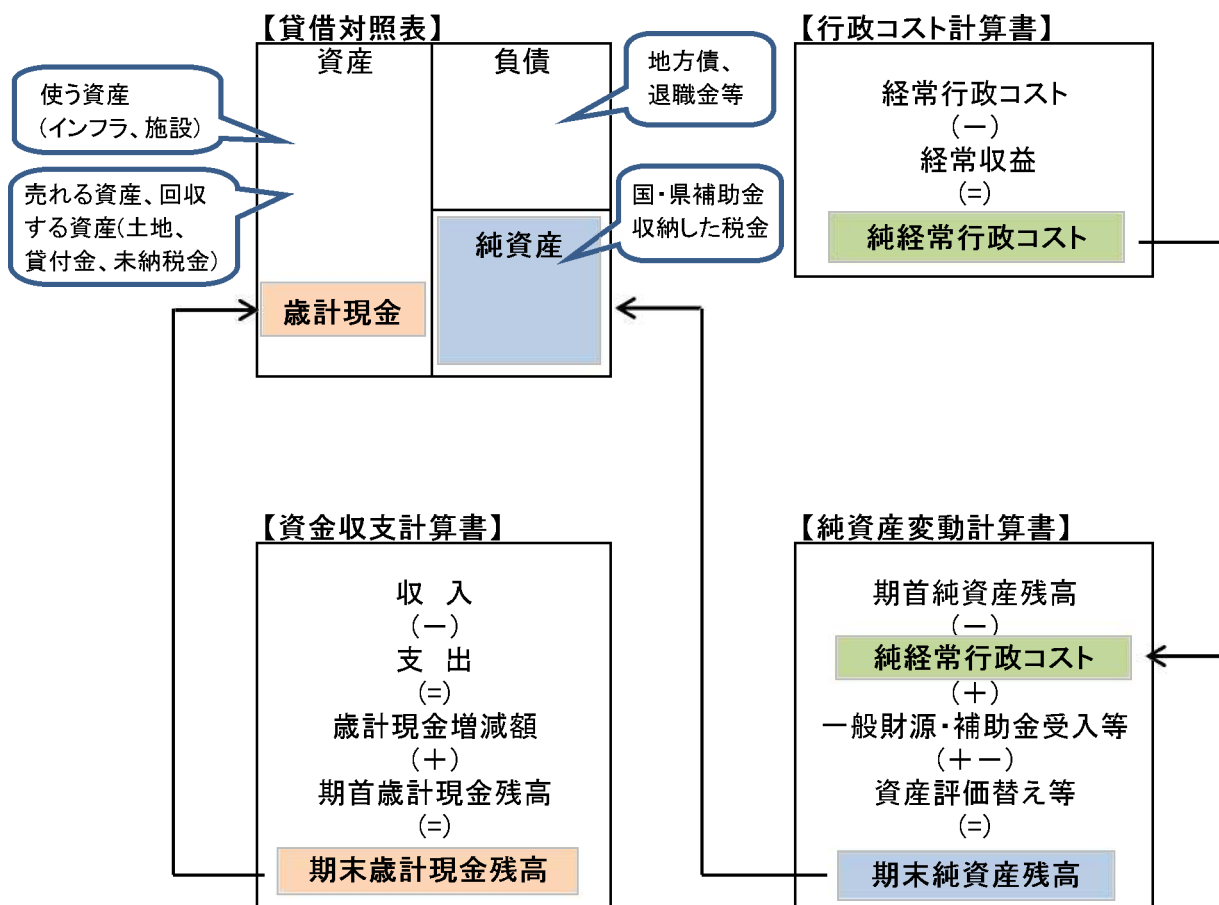 【貸借対照表】
資産
負債
使う資産
(インフラ、施設)
売れる資産、回収
する資産(土地、
貸付金、未納税金)
地方債、
退職金等
国・県補助金
収納した税金
純資産
歳計現金
【行政コスト計算書】
経常行政コスト
(－)
経常収益
(=)
純経常行政コスト
【資金収支計算書】
収　入
(－)
支　出
(=)
歳計現金増減額
(＋)
期首歳計現金残高
(=)
期末歳計現金残高
【純資産変動計算書】
期首純資産残高
(－)
純経常行政コスト
(＋)
一般財源・補助金受入等
(＋－)
資産評価替え等
(=)
期末純資産残高